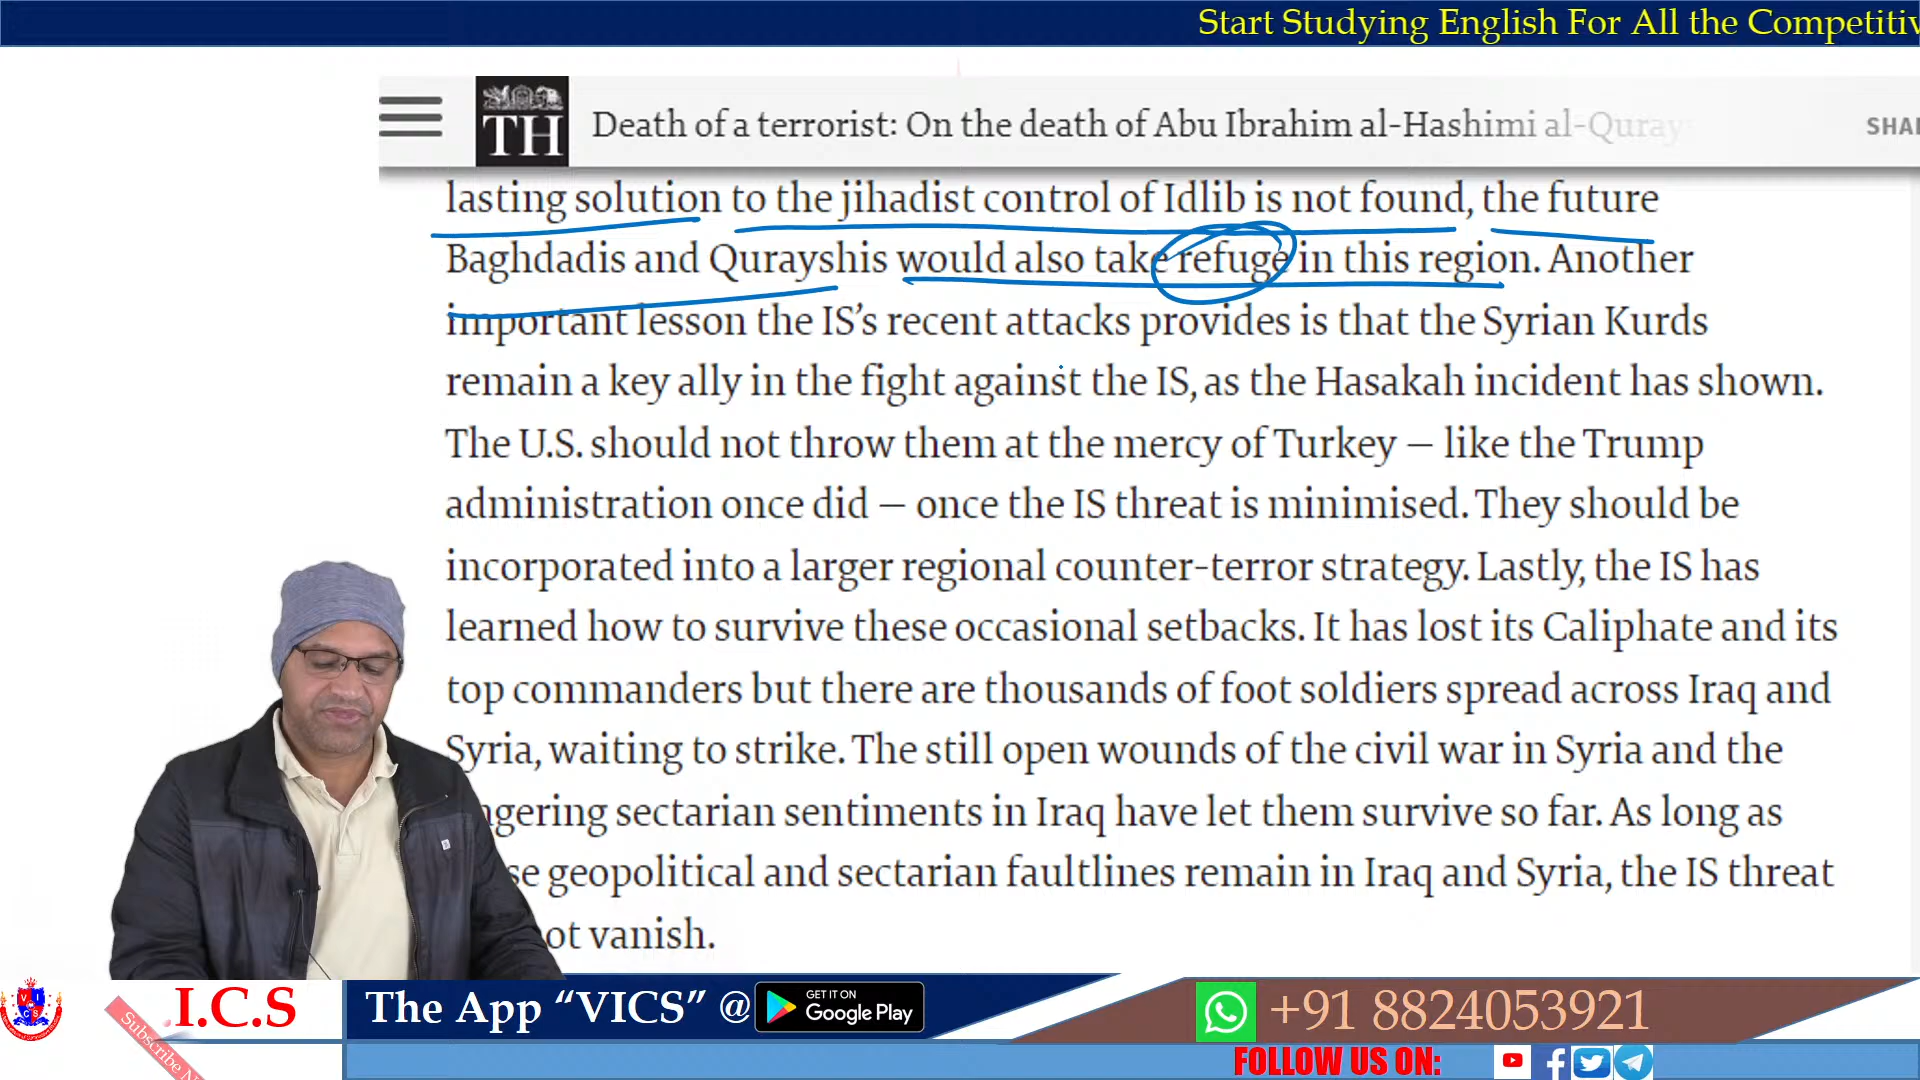 Start Studying English For All the Competitiv
TH
Death of a terrorist: On the death of Abu Ibrahim al-Hashimi al-Quray
SHA
lasting solution to the jihadist control of Idlib is not found, the future
Baghdadis and Qurayshis would also take refuge in this region. Another
important lesson the IS’s recent attacks provides is that the Syrian Kurds
remain a key ally in the fight against the IS, as the Hasakah incident has shown.
The U.S. should not throw them at the mercy of Turkey — like the Trump
administration once did — once the IS threat is minimised. They should be
incorporated into a larger regional counter-terror strategy. Lastly, the IS has
learned how to survive these occasional setbacks. It has lost its Caliphate and its
top commanders but there are thousands of foot soldiers spread across Iraq and
Syria, waiting to strike. The still open wounds of the civil war in Syria and the
gering sectarian sentiments in Iraq have let them survive so far. As long as
se geopolitical and sectarian faultlines remain in Iraq and Syria, the IS threat
ot vanish.
I.C.S
The App “VICS” @
GET IT ON
Google Play
+91 8824053921
Subscribe N
FOLLOW US ON: